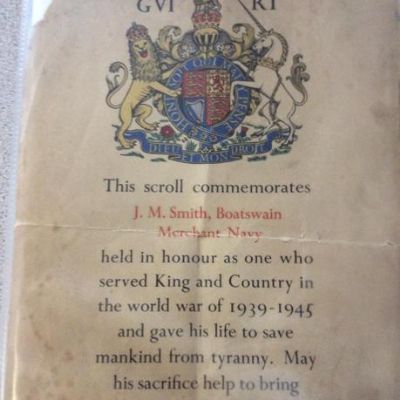 GVI RI
HONI SOIT QUI MAL Y PENSE
DIEU ET MON DROIT
This scroll commemorates
J. M. Smith, Boatswain
Merchant Navy
held in honour as one who
served King and Country in
the world war of 1939-1945
and gave his life to save
mankind from tyranny. May
his sacrifice help to bring